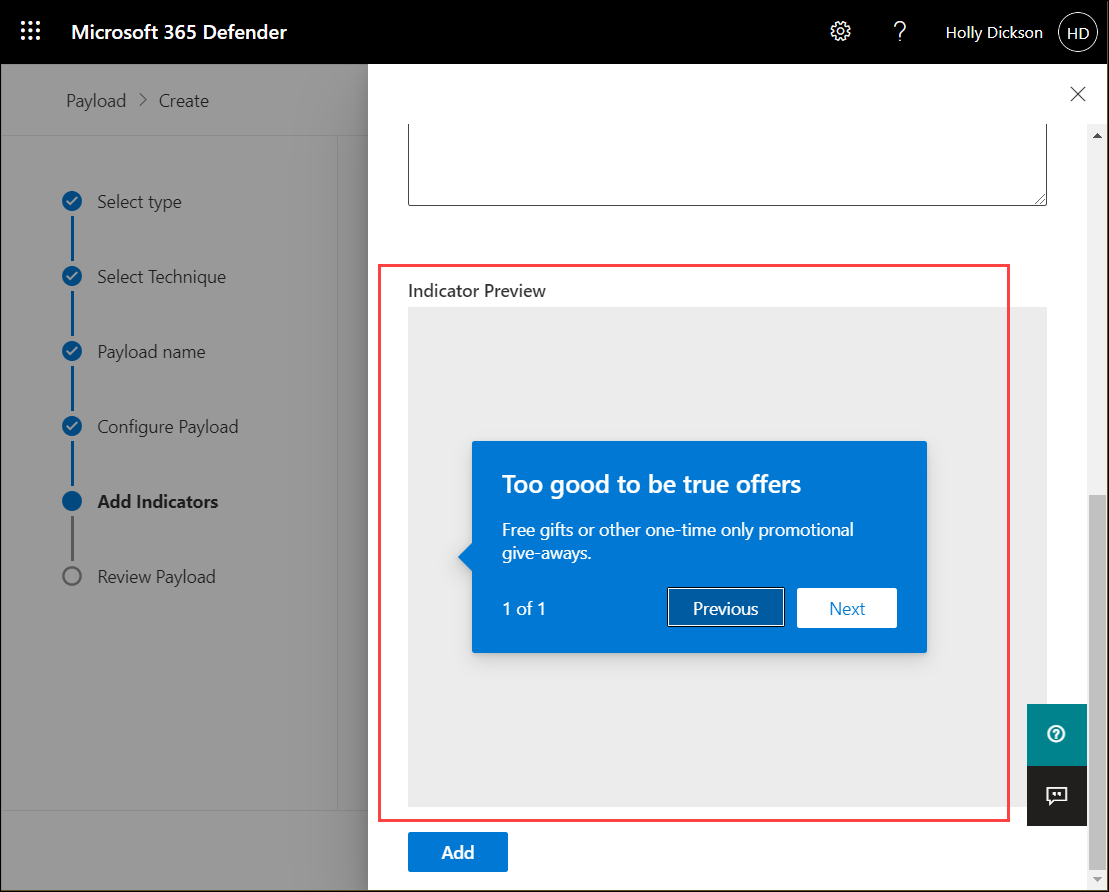 Microsoft 365 Defender
?
Holly Dickson
HD
Payload > Create
Select type
Select Technique
Payload name
Configure Payload
Add Indicators
Review Payload
Indicator Preview
Too good to be true offers
Free gifts or other one-time only promotional
give-aways.
1 of 1
Previous
Next
Add